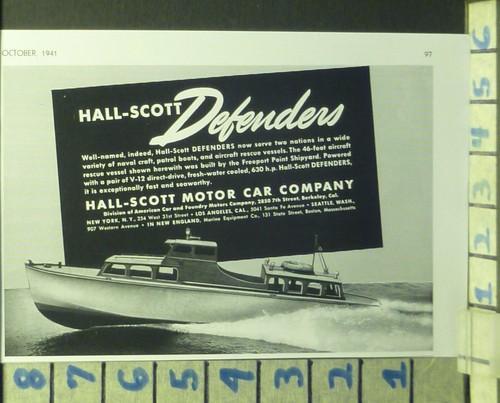 OCTOBER, 1941
97
HALL-SCOTT Defenders
Well-named, indeed, Hall-Scott DEFENDERS now serve two nations in a wide
variety of naval craft, patrol boats, and aircraft rescue vessels. The 46-foot aircraft
rescue vessel shown herewith was built by the Freeport Point Shipyard. Powered
with a pair of V-12 direct-drive, fresh-water cooled, 630 h.p. Hall-Scott DEFENDERS,
it is exceptionally fast and seaworthy.
HALL-SCOTT MOTOR CAR COMPANY
Division of American Car and Foundry Motors Company, 2850 7th Street, Berkeley, Cal.
NEW YORK, N.Y., 254 West 31st Street • LOS ANGELES, CAL., 5041 Santa Fe Avenue • SEATTLE, WASH.,
907 Western Avenue • IN NEW ENGLAND, Marine Equipment Co., 131 State Street, Boston, Massachusetts
6
5
4
3
2
1
8 7 6 5 4 3 2 1